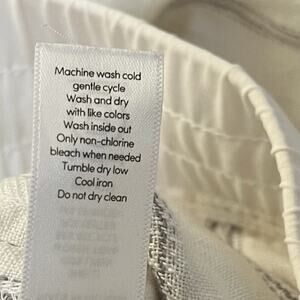 Machine wash cold
gentle cycle
Wash and dry
with like colors
Wash inside out
Only non-chlorine
bleach when needed
Tumble dry low
Cool iron
Do not dry clean